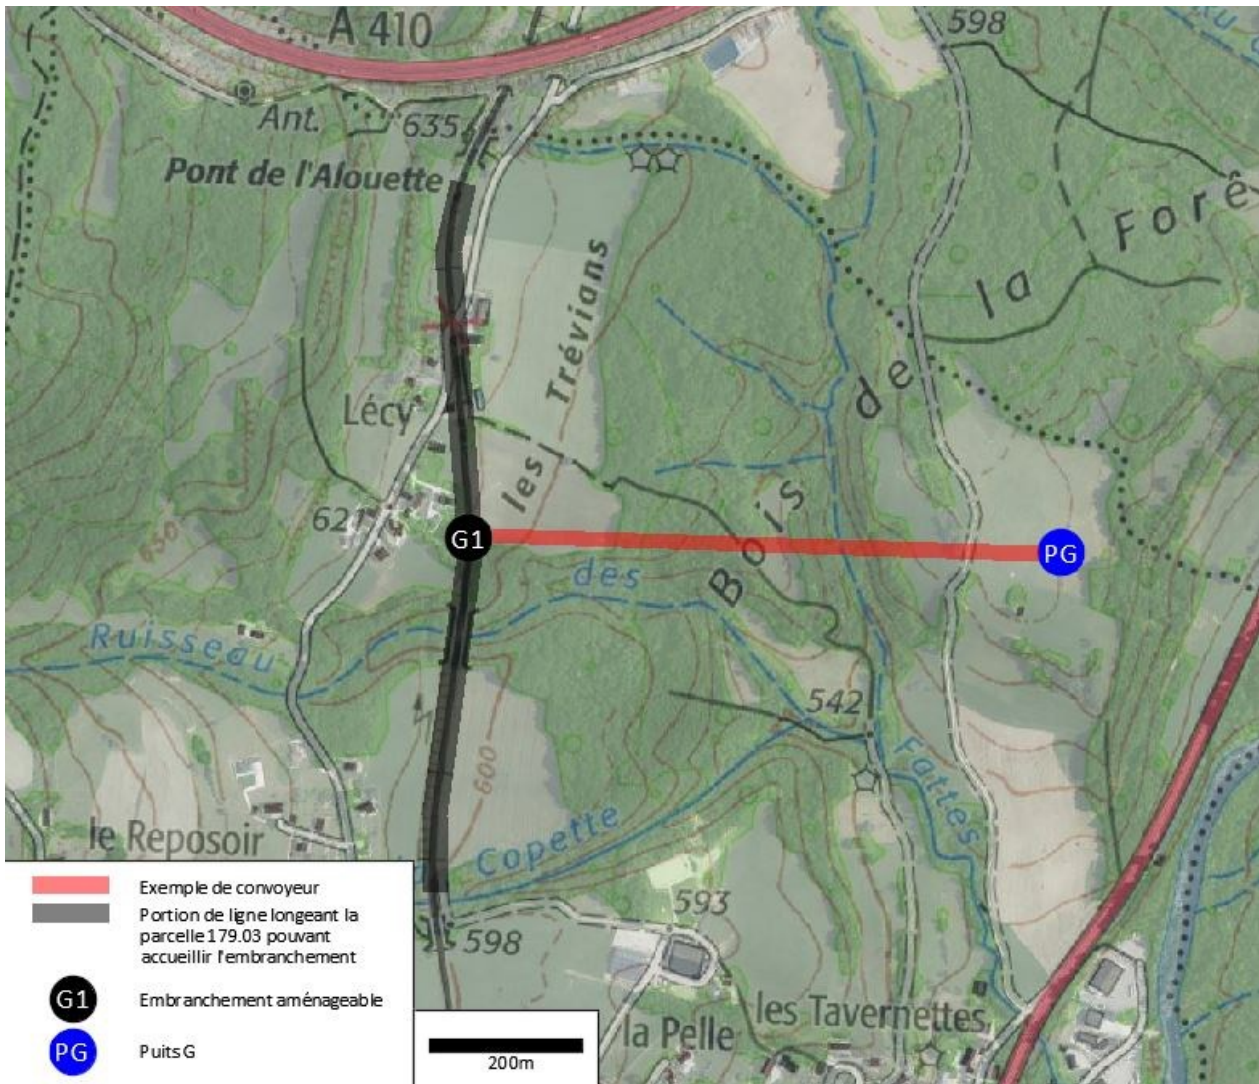 A 410
598
Ant.
635
Pont de l'Alouette
la Forê
de
Bois
les Trévians
Lécy
62
G1
PG
650
des
Ruisseau
542
600
Fattes
le Reposoir
Copette
593
598
la Pelle
les Tavernettes
Exemple de convoyeur
Portion de ligne longeant la
parcelle 179.03 pouvant
accueillir l'embranchement
G1
Embranchement aménageable
PG
Puits G
200m